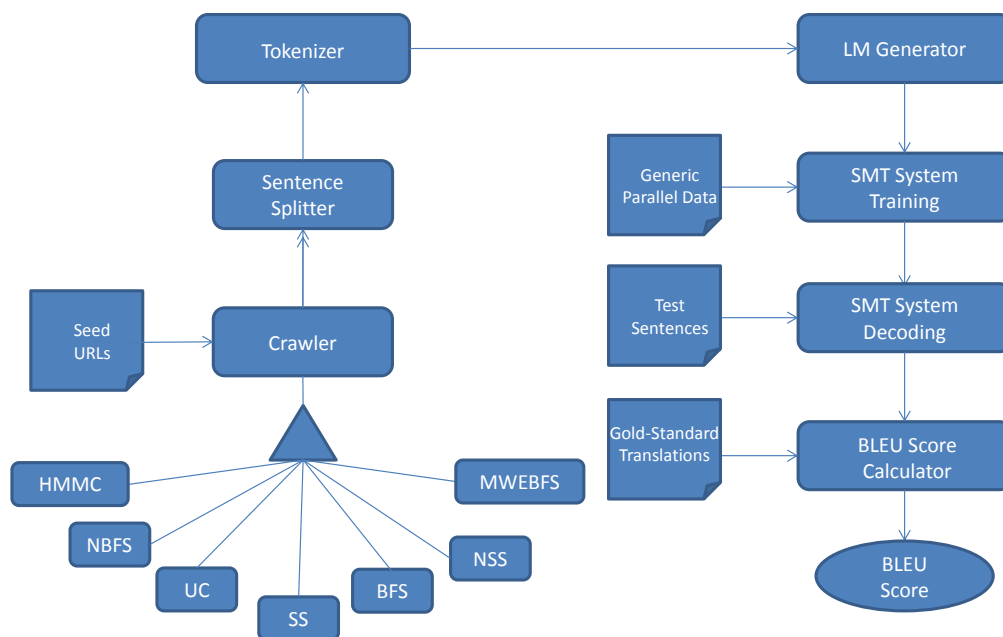 Tokenizer
LM Generator
Sentence
Splitter
Generic
Parallel Data
SMT System
Training
Seed
URLs
Crawler
Test
Sentences
SMT System
Decoding
Gold-Standard
Translations
BLEU Score
Calculator
HMMC
MWEBFS
NBFS
NSS
UC
BFS
SS
BLEU
Score